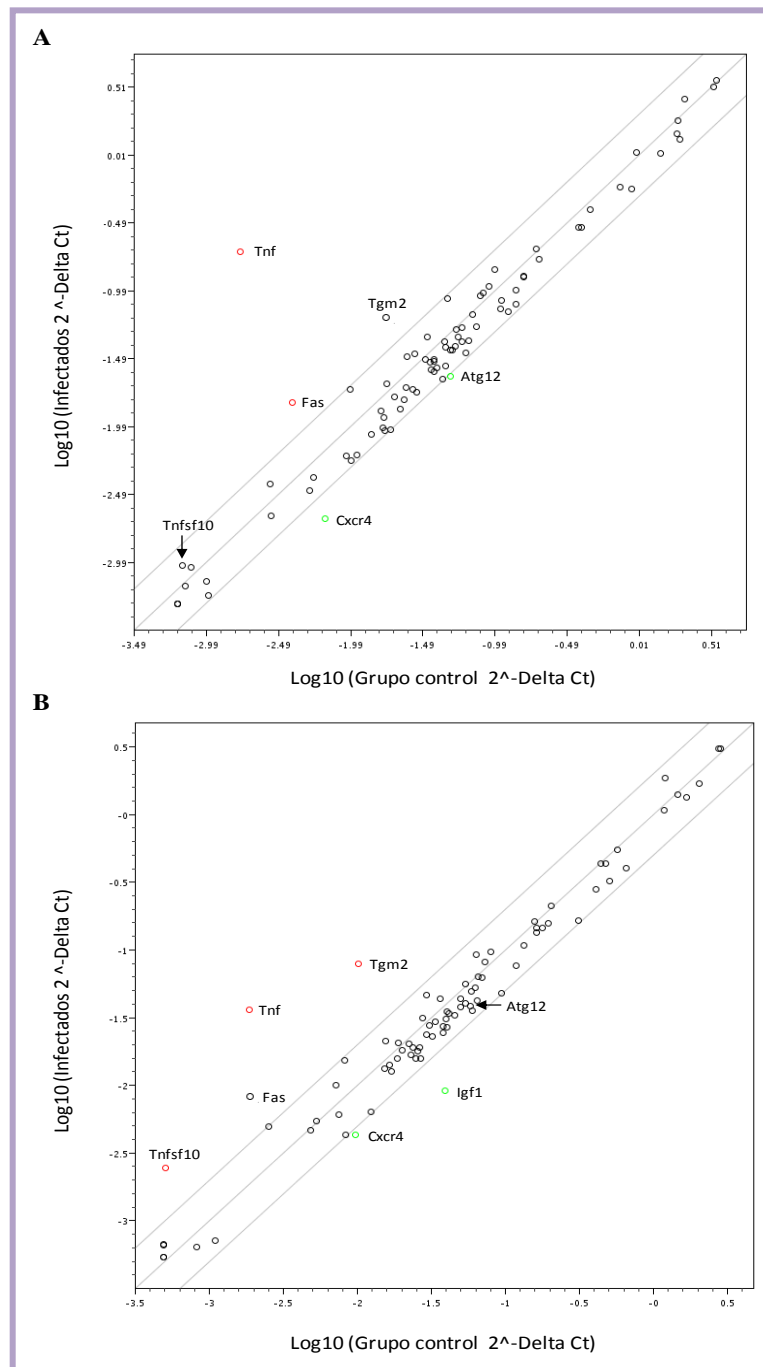 A
0.51
0.01
-0.49
-0.99
-1.49
-1.99
-2.49
-2.99
Log10 (Infectados 2 ^-Delta Ct)
Tnf
Tgm2
Fas
Atg12
Cxcr4
Tnfsf10
-3.49 -2.99 -2.49 -1.99 -1.49 -0.99 -0.49 0.01 0.51
Log10 (Grupo control 2^-Delta Ct)
B
0.5
-0
-0.5
-1
-1.5
-2
-2.5
-3
Log10 (Infectados 2 ^-Delta Ct)
Tgm2
Tnf
Atg12
Fas
Igf1
Cxcr4
Tnfsf10
-3.5 -3 -2.5 -2 -1.5 -1 -0.5 -0 0.5
Log10 (Grupo control 2^-Delta Ct)